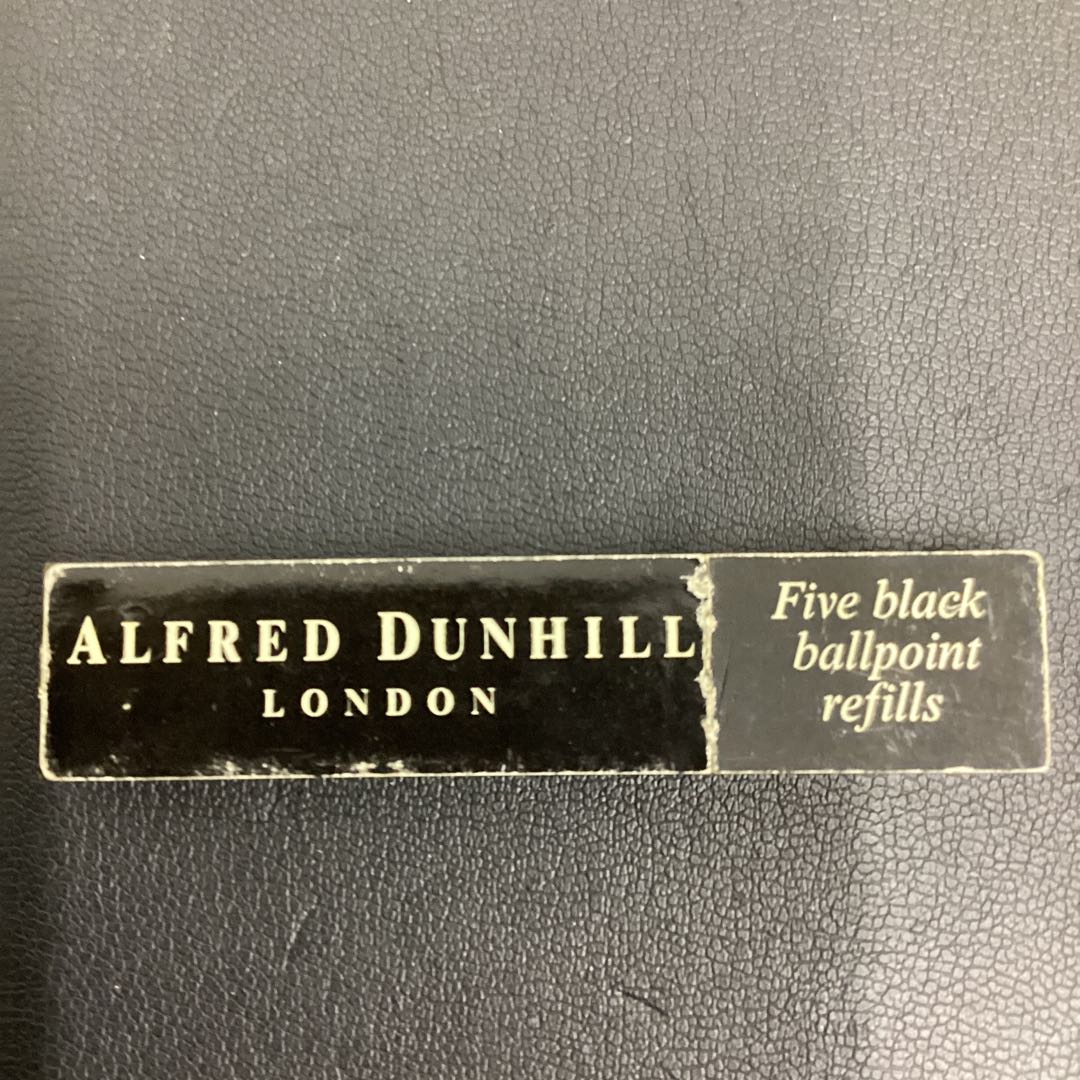 ALFRED DUNHILL
LONDON
Five black
ballpoint
refills